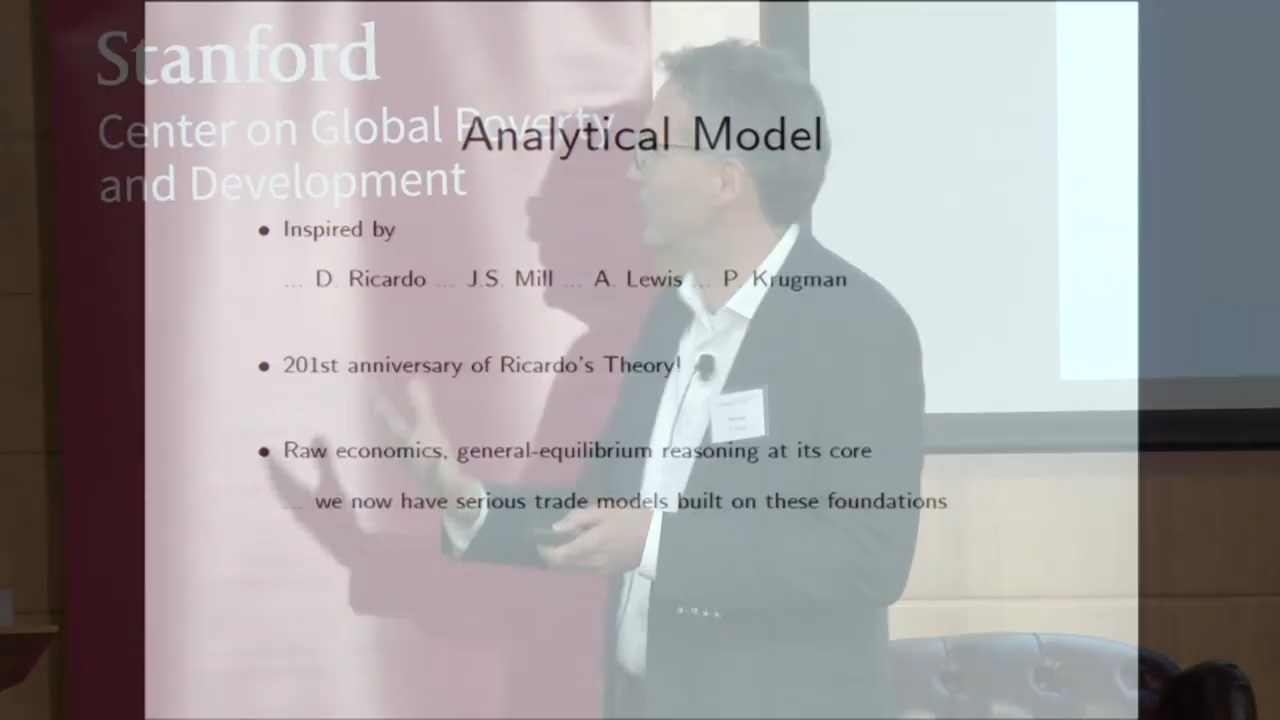 Stanford
Center on Global Poverty
and Development
Analytical Model
• Inspired by
... D. Ricardo ... J.S. Mill ... A. Lewis ... P. Krugman
• 201st anniversary of Ricardo's Theory!
• Raw economics, general-equilibrium reasoning at its core
... we now have serious trade models built on these foundations